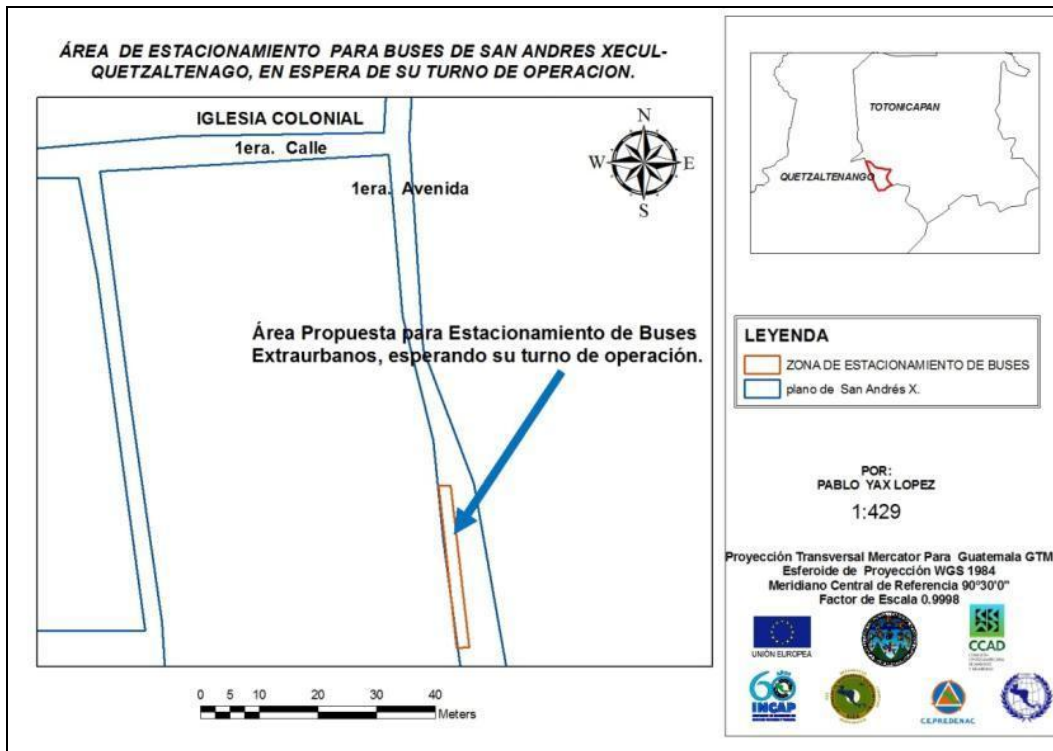 ÁREA DE ESTACIONAMIENTO PARA BUSES DE SAN ANDRES XECUL-
QUETZALTENAGO, EN ESPERA DE SU TURNO DE OPERACION.
IGLESIA COLONIAL
1era. Calle
1era. Avenida
N
W E
S
Área Propuesta para Estacionamiento de Buses
Extraurbanos, esperando su turno de operación.
0 5 10 20 30 40
Meters
TOTONICAPAN
QUETZALTENANGO
LEYENDA
ZONA DE ESTACIONAMIENTO DE BUSES
plano de San Andrés X.
POR:
PABLO YAX LOPEZ
1:429
Proyección Transversal Mercator Para Guatemala GTM
Esferoide de Proyección WGS 1984
Meridiano Central de Referencia 90°30'0"
Factor de Escala 0.9998
UNIÓN EUROPEA
CCAD
60
INCAP
CEPREDENAC